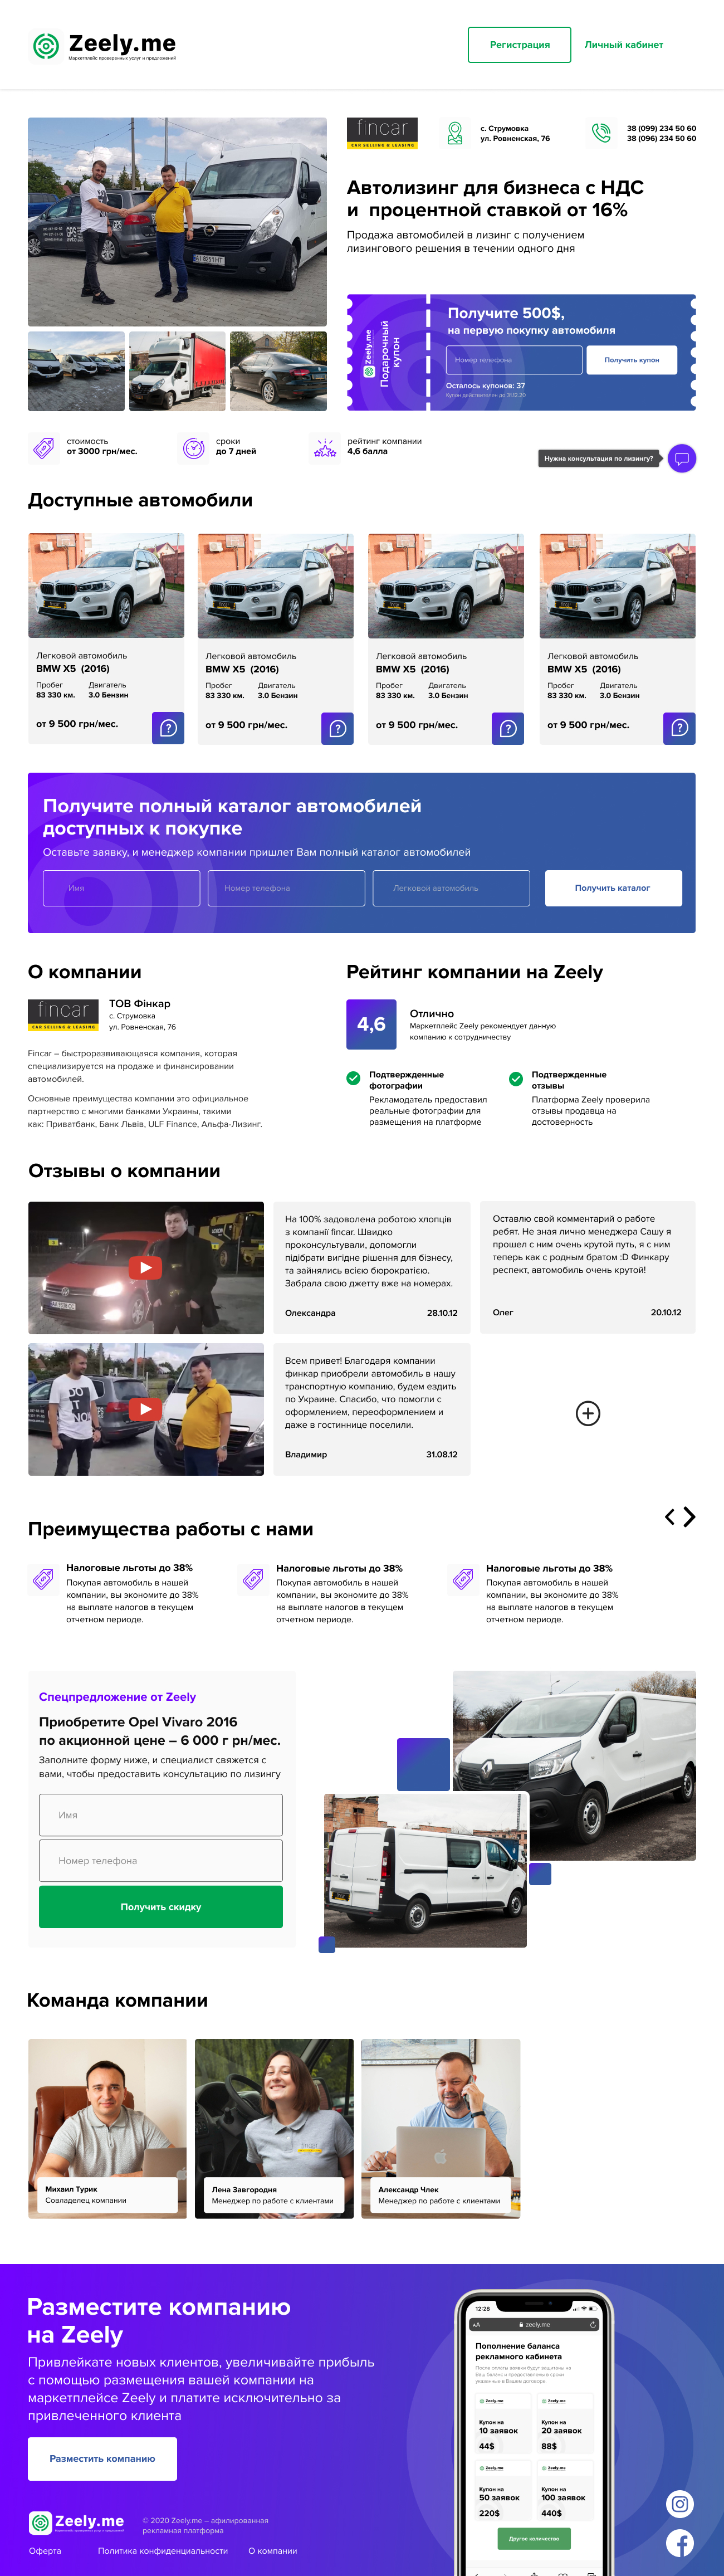 Zeely.me
Маркетплейс проверенных услуг и предложений
Регистрация
Личный кабинет
fincar
CAR SELLING & LEASING
с. Струмовка
ул. Ровненская, 76
38 (099) 234 50 60
38 (096) 234 50 60
Автолизинг для бизнеса с НДС
и процентной ставкой от 16%
Продажа автомобилей в лизинг с получением
лизингового решения в течении одного дня
Zeely.me
Подарочный
купон
Получите 500$,
на первую покупку автомобиля
Номер телефона
Получить купон
Осталось купонов: 37
Купон действителен до 31.12.20
стоимость
от 3000 грн/мес.
сроки
до 7 дней
рейтинг компании
4,6 балла
Нужна консультация по лизингу?
Доступные автомобили
Легковой автомобиль
BMW X5 (2016)
Пробег
Двигатель
83 330 км.
3.0 Бензин
от 9 500 грн/мес.
Легковой автомобиль
BMW X5 (2016)
Пробег
Двигатель
83 330 км.
3.0 Бензин
от 9 500 грн/мес.
Легковой автомобиль
BMW X5 (2016)
Пробег
Двигатель
83 330 км.
3.0 Бензин
от 9 500 грн/мес.
Легковой автомобиль
BMW X5 (2016)
Пробег
Двигатель
83 330 км.
3.0 Бензин
от 9 500 грн/мес.
Получите полный каталог автомобилей
доступных к покупке
Оставьте заявку, и менеджер компании пришлет Вам полный каталог автомобилей
Имя
Номер телефона
Легковой автомобиль
Получить каталог
О компании
fincar
CAR SELLING & LEASING
ТОВ Фінкар
с. Струмовка
ул. Ровненская, 76
Fincar – быстроразвивающаяся компания, которая
специализируется на продаже и финансировании
автомобилей.
Основные преимущества компании это официальное
партнерство с многими банками Украины, такими
как: Приватбанк, Банк Львів, ULF Finance, Альфа-Лизинг.
Рейтинг компании на Zeely
4,6
Отлично
Маркетплейс Zeely рекомендует данную
компанию к сотрудничеству
Подтвержденные
фотографии
Рекламодатель предоставил
реальные фотографии для
размещения на платформе
Подтвержденные
отзывы
Платформа Zeely проверила
отзывы продавца на
достоверность
Отзывы о компании
На 100% задоволена роботою хлопців
з компанії fincar. Швидко
проконсультували, допомогли
підібрати вигідне рішення для бізнесу,
та зайнялись всією бюрократією.
Забрала свою джетту вже на номерах.
Олександра
28.10.12
Оставлю свой комментарий о работе
ребят. Не зная лично менеджера Сашу я
прошел с ним очень крутой путь, я с ним
теперь как с родным братом :D Финкару
респект, автомобиль очень крутой!
Олег
20.10.12
Всем привет! Благодаря компании
финкар приобрели автомобиль в нашу
транспортную компанию, будем ездить
по Украине. Спасибо, что помогли с
оформлением, переоформлением и
даже в гостиннице поселили.
Владимир
31.08.12
Преимущества работы с нами
Налоговые льготы до 38%
Покупая автомобиль в нашей
компании, вы экономите до 38%
на выплате налогов в текущем
отчетном периоде.
Налоговые льготы до 38%
Покупая автомобиль в нашей
компании, вы экономите до 38%
на выплате налогов в текущем
отчетном периоде.
Налоговые льготы до 38%
Покупая автомобиль в нашей
компании, вы экономите до 38%
на выплате налогов в текущем
отчетном периоде.
Спецпредложение от Zeely
Приобретите Opel Vivaro 2016
по акционной цене – 6 000 г рн/мес.
Заполните форму ниже, и специалист свяжется с
вами, чтобы предоставить консультацию по лизингу
Имя
Номер телефона
Получить скидку
Команда компании
Михаил Турик
Совладелец компании
Лена Завгородня
Менеджер по работе с клиентами
Александр Члек
Менеджер по работе с клиентами
Разместите компанию
на Zeely
Привлейкате новых клиентов, увеличивайте прибыль
с помощью размещения вашей компании на
маркетплейсе Zeely и платите исключительно за
привлеченного клиента
Разместить компанию
12:28
AA
zeely.me
Пополнение баланса
рекламного кабинета
После оплаты заявки будут зачислены на
Ваш баланс и предоставлены в сроки
указанные в Вашем договоре.
Zeely.me
Купон на
10 заявок
44$
Zeely.me
Купон на
20 заявок
88$
Zeely.me
Купон на
50 заявок
220$
Zeely.me
Купон на
100 заявок
440$
Другое количество
Zeely.me
© 2020 Zeely.me – афилированная
рекламная платформа
Оферта
Политика конфиденциальности
О компании